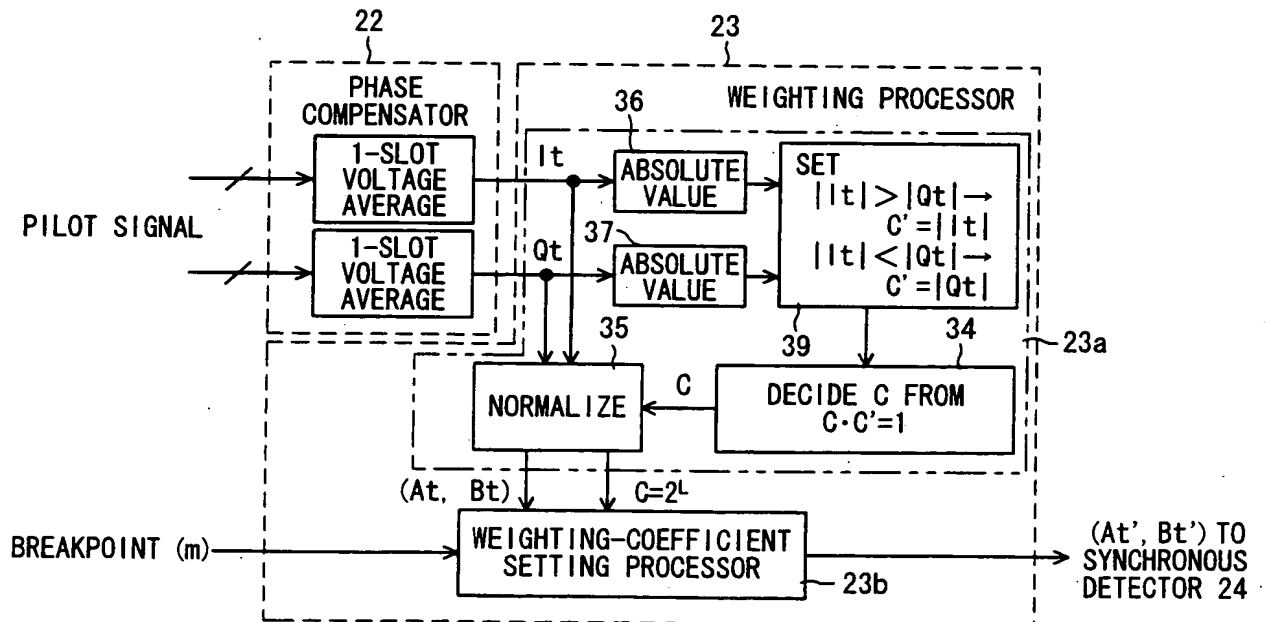 22
23
PHASE
COMPENSATOR
WEIGHTING PROCESSOR
PILOT SIGNAL
1-SLOT
VOLTAGE
AVERAGE
It
36
ABSOLUTE
VALUE
SET
|It|>|Qt|→
C'=|It|
|It|<|Qt|→
C'=|Qt|
1-SLOT
VOLTAGE
AVERAGE
Qt
37
ABSOLUTE
VALUE
39
34
23a
35
NORMALIZE
C
DECIDE C FROM
C·C'=1
(At, Bt)
C=2^L
BREAKPOINT (m)
WEIGHTING-COEFFICIENT
SETTING PROCESSOR
23b
(At', Bt') TO
SYNCHRONOUS
DETECTOR 24